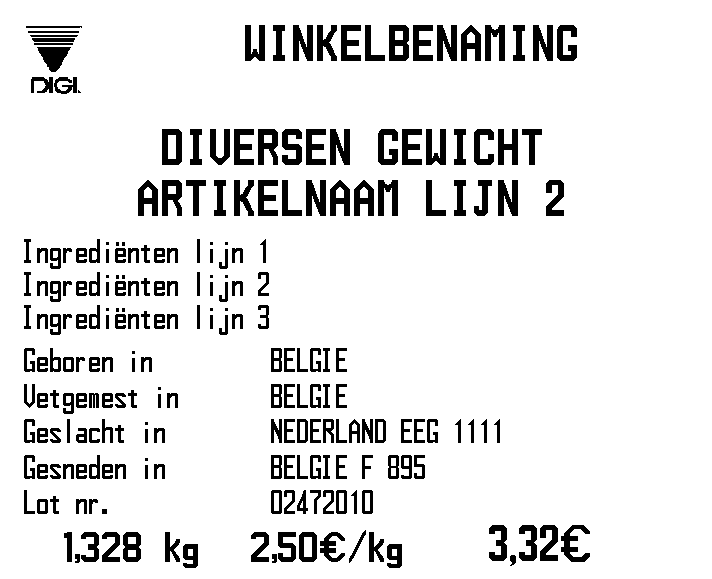 DIGI.
WINKELBENAMING
DIVERSEN GEWICHT
ARTIKELNAAM LIJN 2
Ingrediënten lijn 1
Ingrediënten lijn 2
Ingrediënten lijn 3
Geboren in BELGIE
Vetgemest in BELGIE
Geslacht in NEDERLAND EEG 1111
Gesneden in BELGIE F 895
Lot nr. 02472010
1,328 kg 2,50€/kg 3,32€